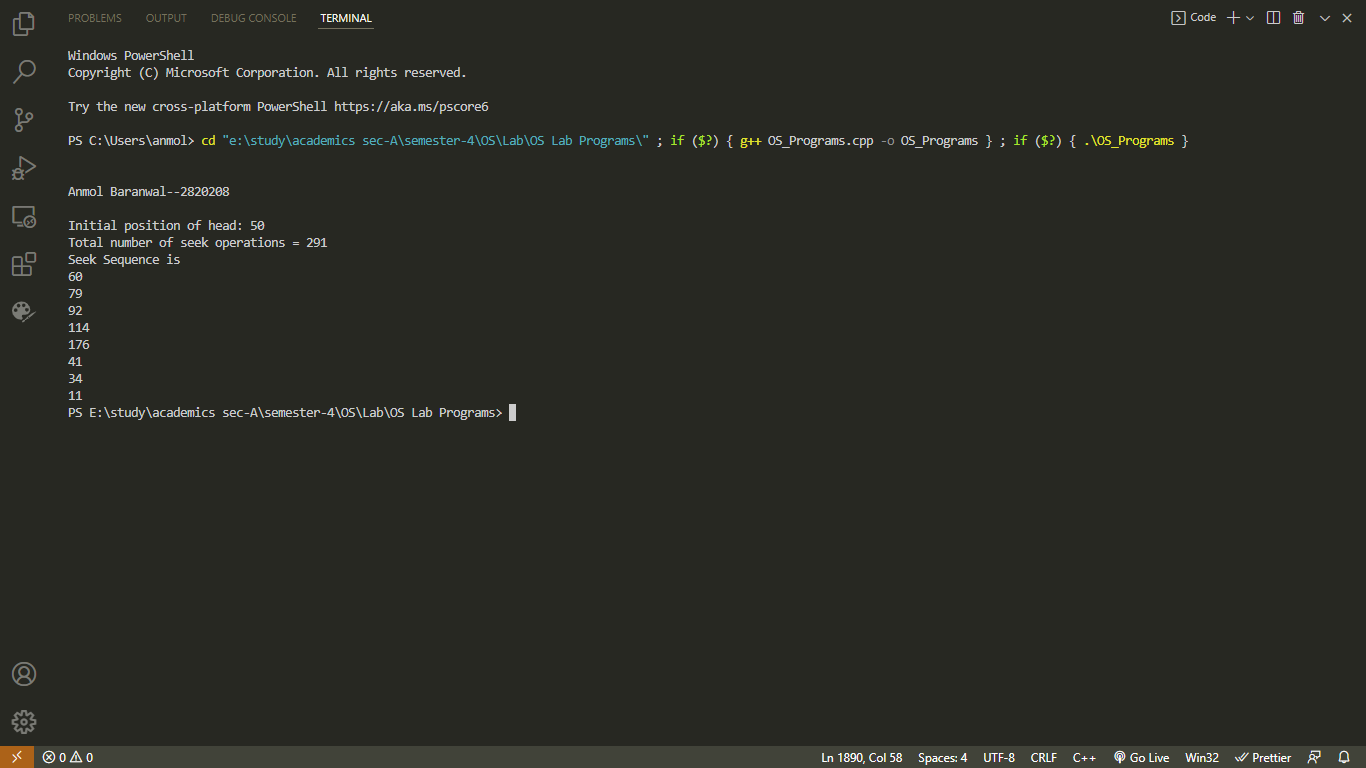 PROBLEMS OUTPUT DEBUG CONSOLE TERMINAL Code
Windows PowerShell
Copyright (C) Microsoft Corporation. All rights reserved.
Try the new cross-platform PowerShell https://aka.ms/pscore6
PS C:\Users\anmol> cd "e:\study\academics sec-A\semester-4\OS\Lab\OS Lab Programs\" ; if ($?) { g++ OS_Programs.cpp -o OS_Programs } ; if ($?) { .\OS_Programs }
Anmol Baranwal--2820208
Initial position of head: 50
Total number of seek operations = 291
Seek Sequence is
60
79
92
114
176
41
34
11
PS E:\study\academics sec-A\semester-4\OS\Lab\OS Lab Programs>
0 0 Ln 1890, Col 58 Spaces: 4 UTF-8 CRLF C++ Go Live Win32 Prettier